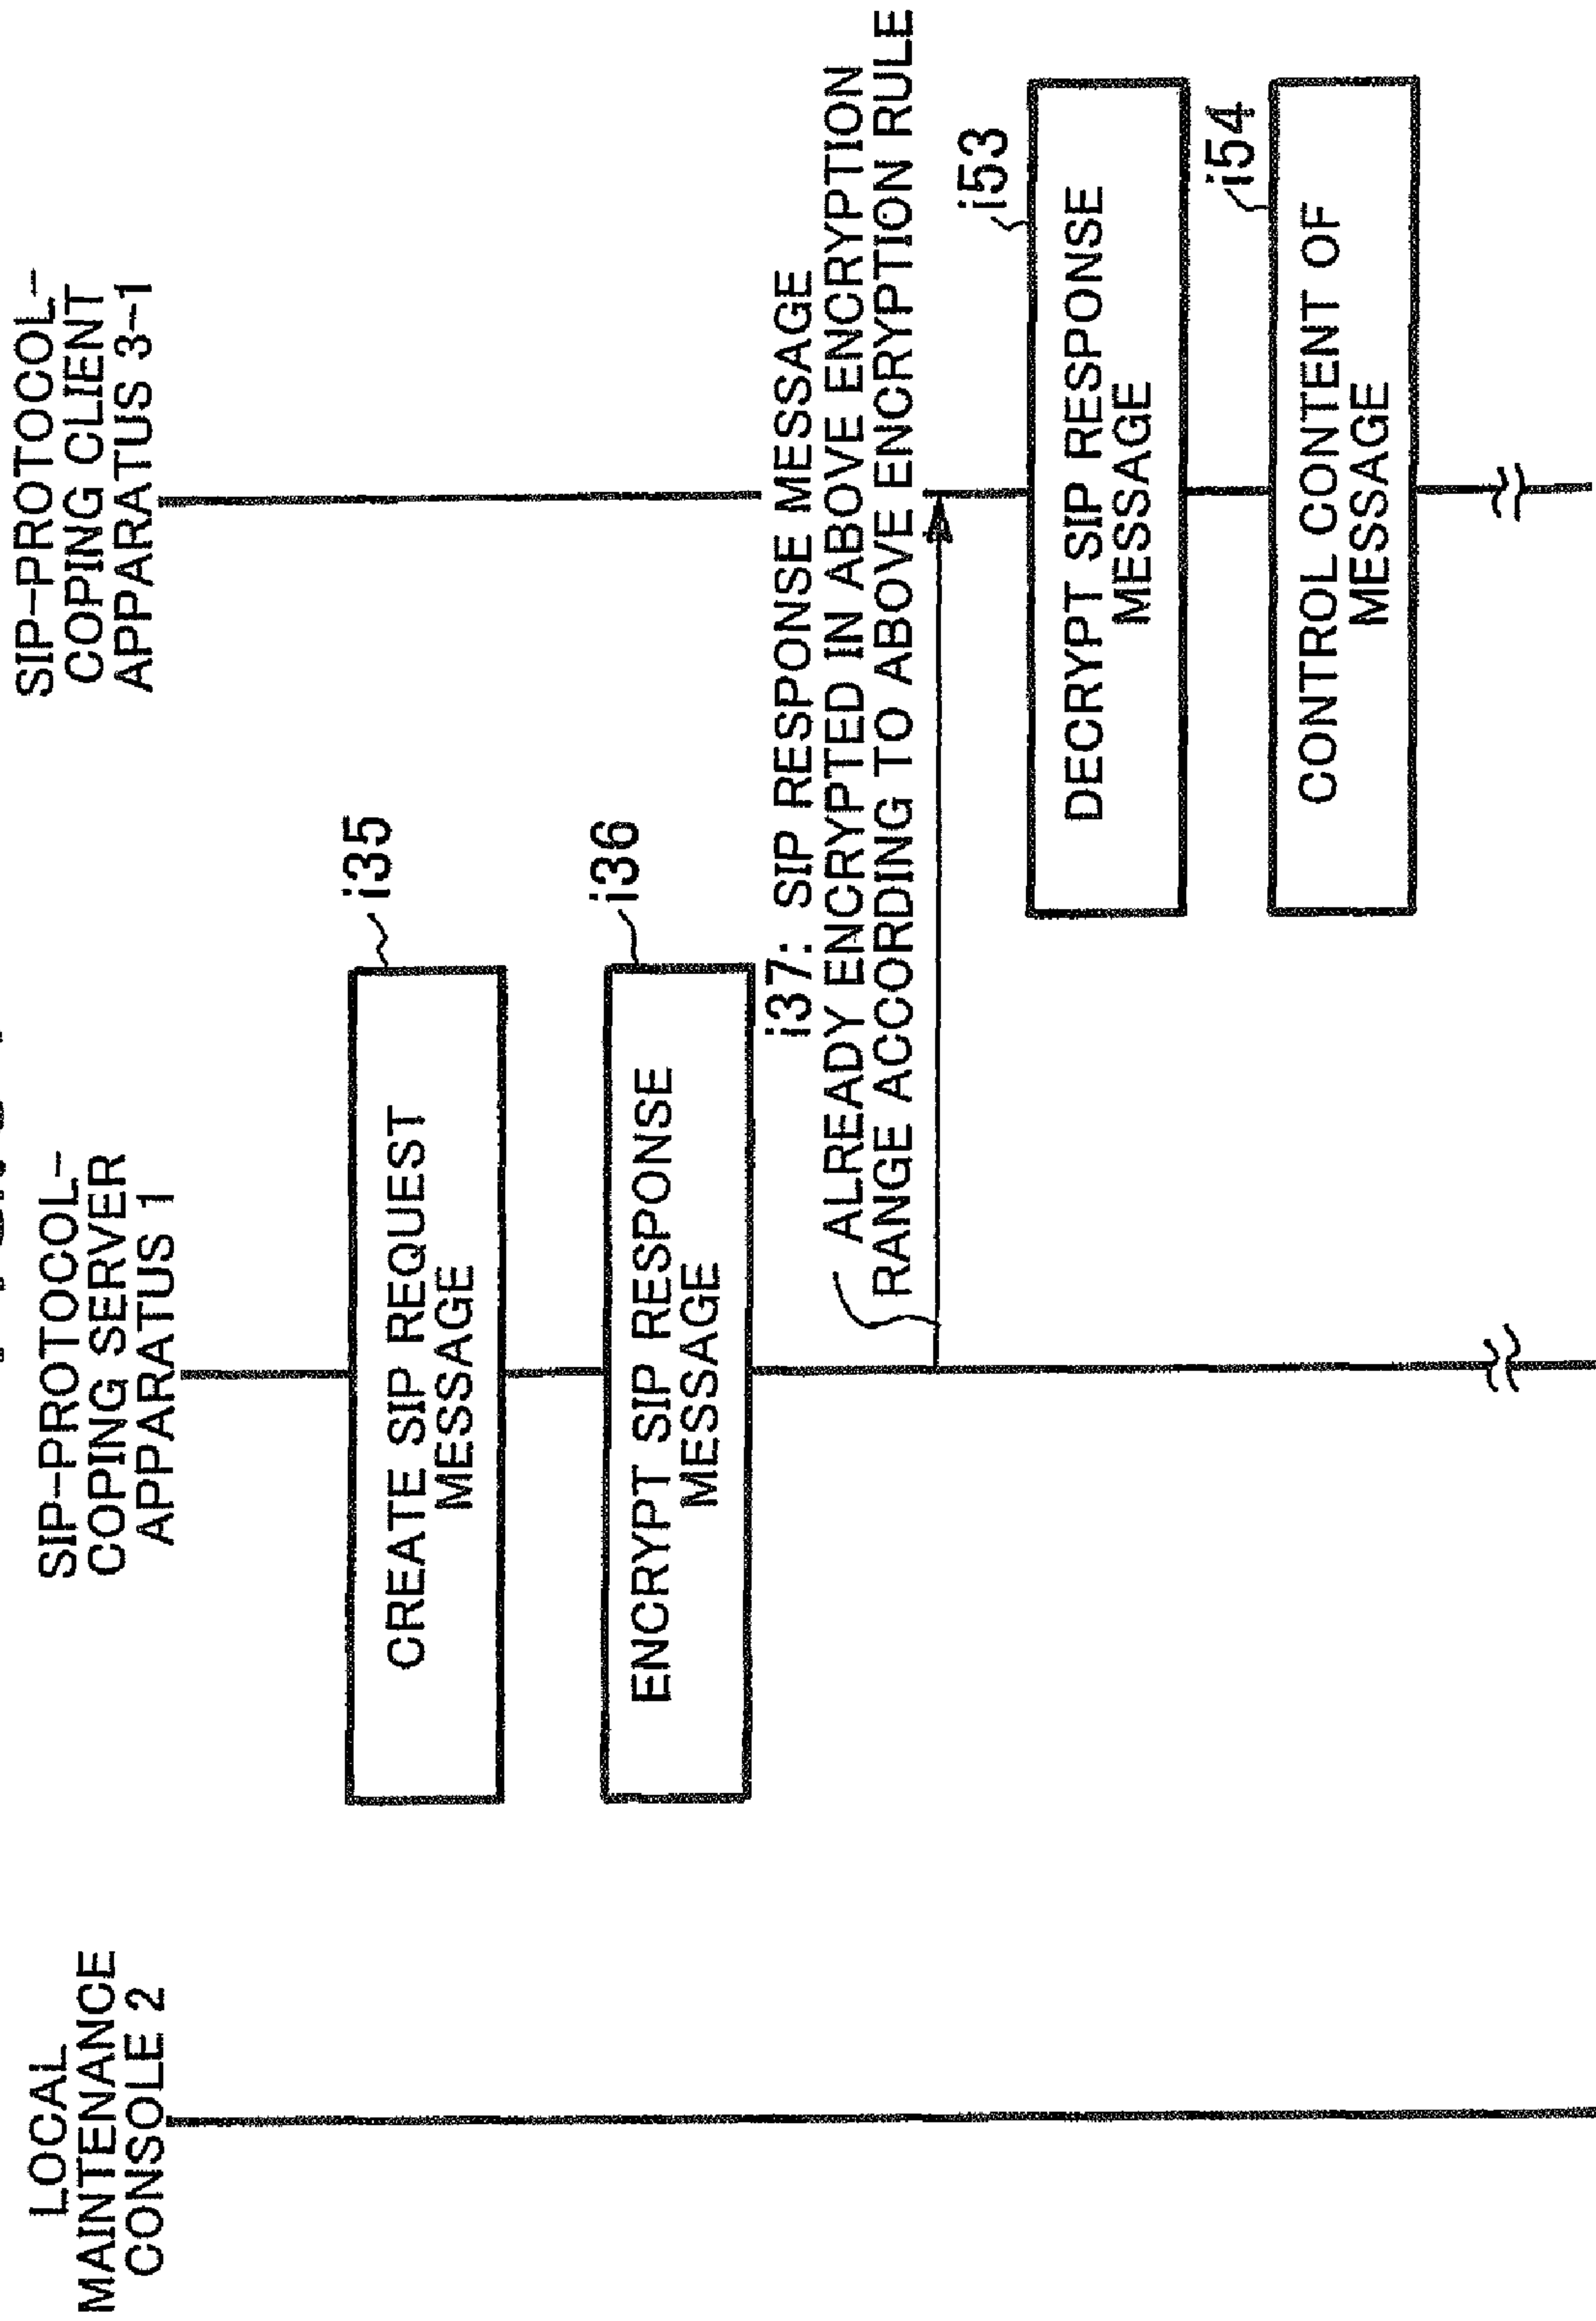 LOCAL
MAINTENANCE
CONSOLE 2
SIP-PROTOCOL-
COPING SERVER
APPARATUS 1
SIP-PROTOCOL-
COPING CLIENT
APPARATUS 3-1
i35
CREATE SIP REQUEST
MESSAGE
i36
ENCRYPT SIP RESPONSE
MESSAGE
i37: SIP RESPONSE MESSAGE
ALREADY ENCRYPTED IN ABOVE ENCRYPTION
RANGE ACCORDING TO ABOVE ENCRYPTION RULE
i53
DECRYPT SIP RESPONSE
MESSAGE
i54
CONTROL CONTENT OF
MESSAGE